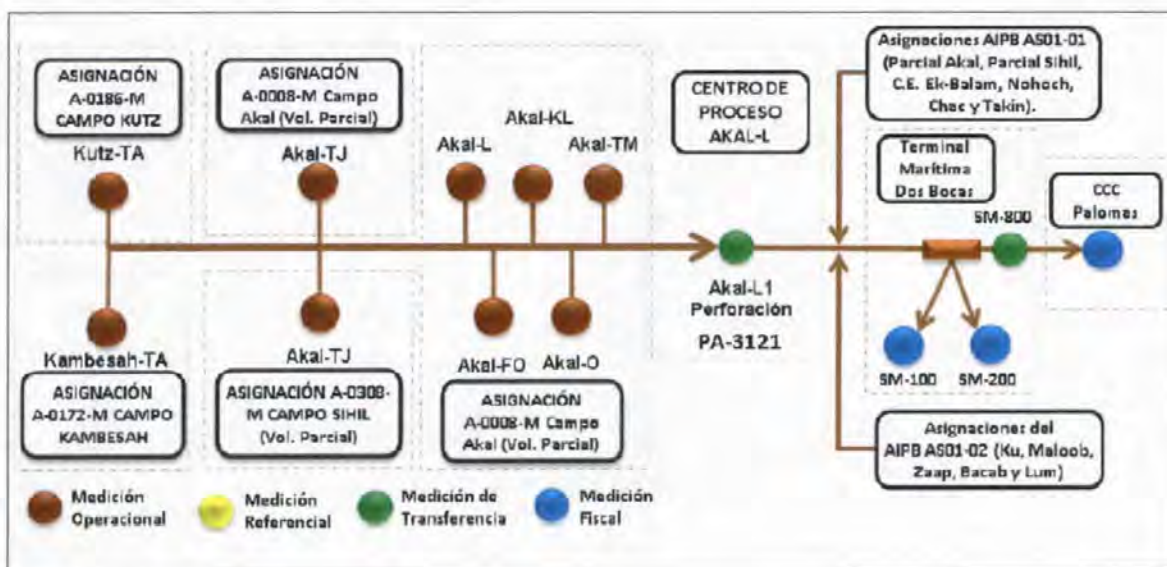 ASIGNACIÓN
A-0186-M
CAMPO KUTZ
Kutz-TA
ASIGNACIÓN
A-0008-M Campo
Akal (Vol. Parcial)
Akal-TJ
Akal-KL
Akal-L
Akal-TM
CENTRO DE
PROCESO
AKAL-L
Asignaciones AIPB AS01-01
(Parcial Akal, Parcial Sihil,
C.E. Ek-Balam, Nohoch,
Chac y Takin).
Terminal
Marítima
Dos Bocas
SM-800
CCC
Palomas
Kambesah-TA
ASIGNACIÓN
A-0172-M CAMPO
KAMBESAH
Akal-TJ
ASIGNACIÓN A-0308-
M CAMPO SIHIL
(Vol. Parcial)
Akal-FO
Akal-O
ASIGNACIÓN
A-0008-M Campo
Akal (Vol. Parcial)
Akal-L1
Perforación
PA-3121
SM-100
SM-200
Asignaciones del
AIPB AS01-02 (Ku, Maloob,
Zaap, Bacab y Lum)
Medición
Operacional
Medición
Referencial
Medición de
Transferencia
Medición
Fiscal